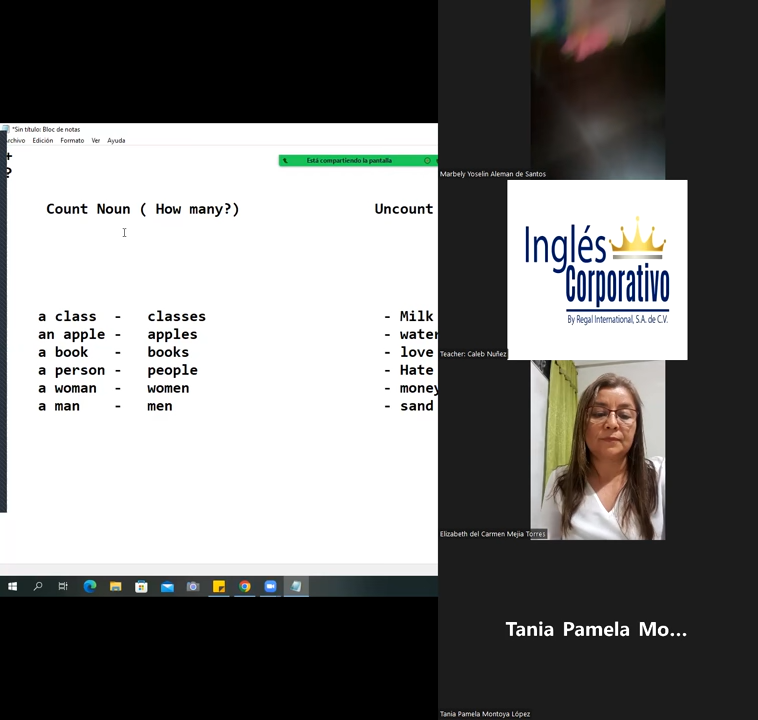 *Sin título: Bloc de notas
Archivo Edición Formato Ver Ayuda
+
?
Está compartiendo la pantalla
Count Noun ( How many?) Uncount
a class - classes - Milk
an apple - apples - water
a book - books - love
a person - people - Hate
a woman - women - money
a man - men - sand
Marbely Yoselin Aleman de Santos
Inglés
Corporativo
By Regal International, S.A. de C.V.
Teacher: Caleb Nuñez
Elizabeth del Carmen Mejia Torres
Tania Pamela Mo...
Tania Pamela Montoya López